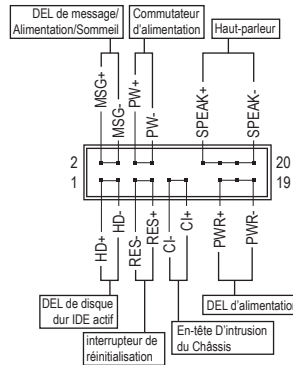 DEL de message/
Alimentation/Sommeil
Commutateur
d'alimentation
Haut-parleur
MSG+
MSG-
PW+
PW-
SPEAK+
SPEAK-
2
20
1
19
HD+
HD-
RES-
RES+
CI-
CI+
PWR+
PWR-
DEL de disque
dur IDE actif
DEL d'alimentation
interrupteur de
réinitialisation
En-tête D'intrusion
du Châssis